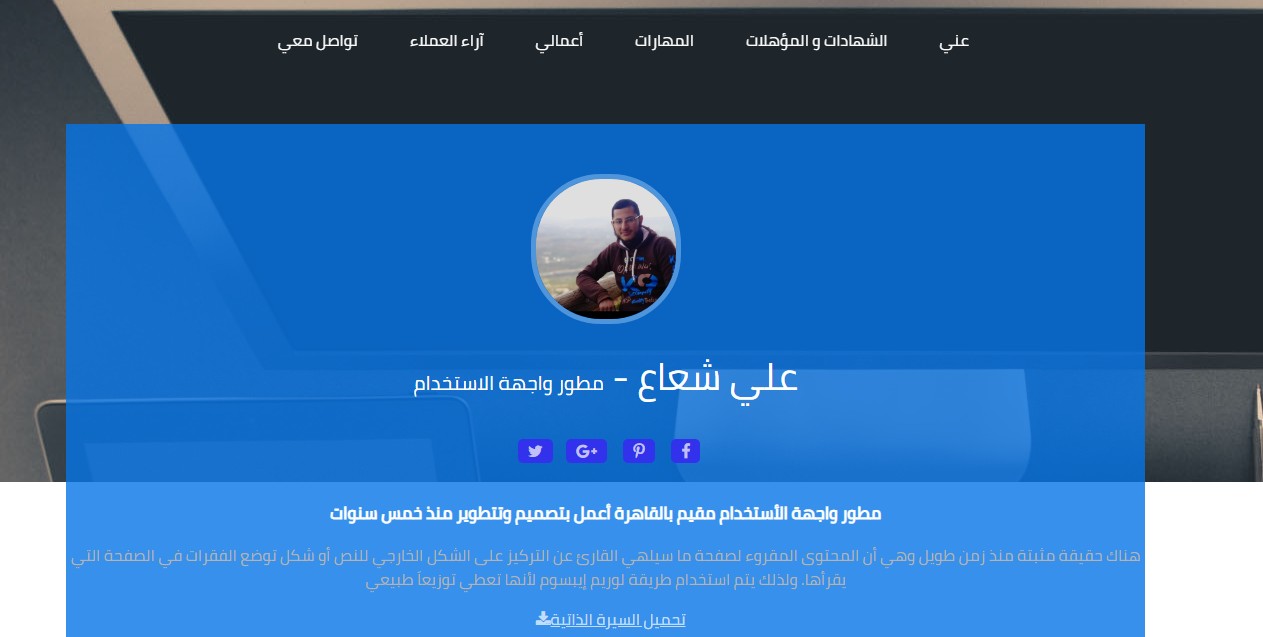 عني الشهادات و المؤهلات المهارات أعمالي آراء العملاء تواصل معي
علي شعاع - مطور واجهة الاستخدام
G+
مطور واجهة الأستخدام مقيم بالقاهرة أعمل بتصميم وتتطوير منذ خمس سنوات
هناك حقيقة مثبتة منذ زمن طويل وهي أن المحتوى المقروء لصفحة ما سيلهي القارئ عن التركيز على الشكل الخارجي للنص أو شكل توضع الفقرات في الصفحة التي
يقرأها. ولذلك يتم استخدام طريقة لوريم إيبسوم لأنها تعطي توزيعاَ طبيعي
تحميل السيرة الذاتية